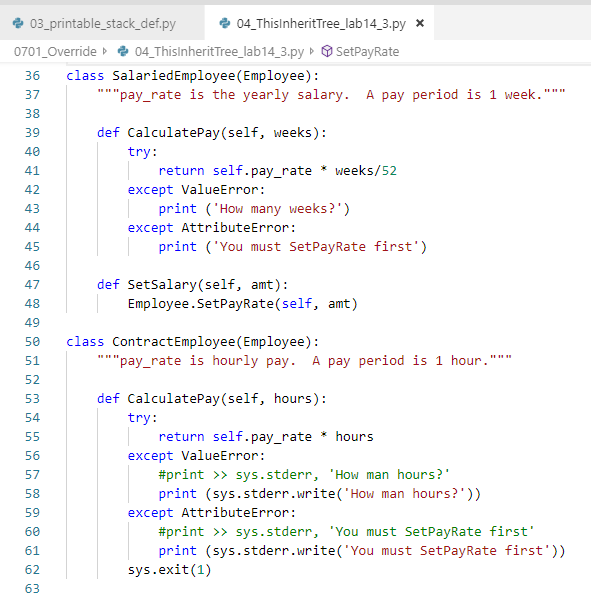 03_printable_stack_def.py 04_ThisInheritTree_lab14_3.py ×
0701_Override › 04_ThisInheritTree_lab14_3.py › SetPayRate
36 class SalariedEmployee(Employee):
37     """pay_rate is the yearly salary.  A pay period is 1 week."""
38
39     def CalculatePay(self, weeks):
40         try:
41             return self.pay_rate * weeks/52
42         except ValueError:
43             print ('How many weeks?')
44         except AttributeError:
45             print ('You must SetPayRate first')
46
47     def SetSalary(self, amt):
48         Employee.SetPayRate(self, amt)
49
50 class ContractEmployee(Employee):
51     """pay_rate is hourly pay.  A pay period is 1 hour."""
52
53     def CalculatePay(self, hours):
54         try:
55             return self.pay_rate * hours
56         except ValueError:
57             #print >> sys.stderr, 'How man hours?'
58             print (sys.stderr.write('How man hours?'))
59         except AttributeError:
60             #print >> sys.stderr, 'You must SetPayRate first'
61             print (sys.stderr.write('You must SetPayRate first'))
62         sys.exit(1)
63